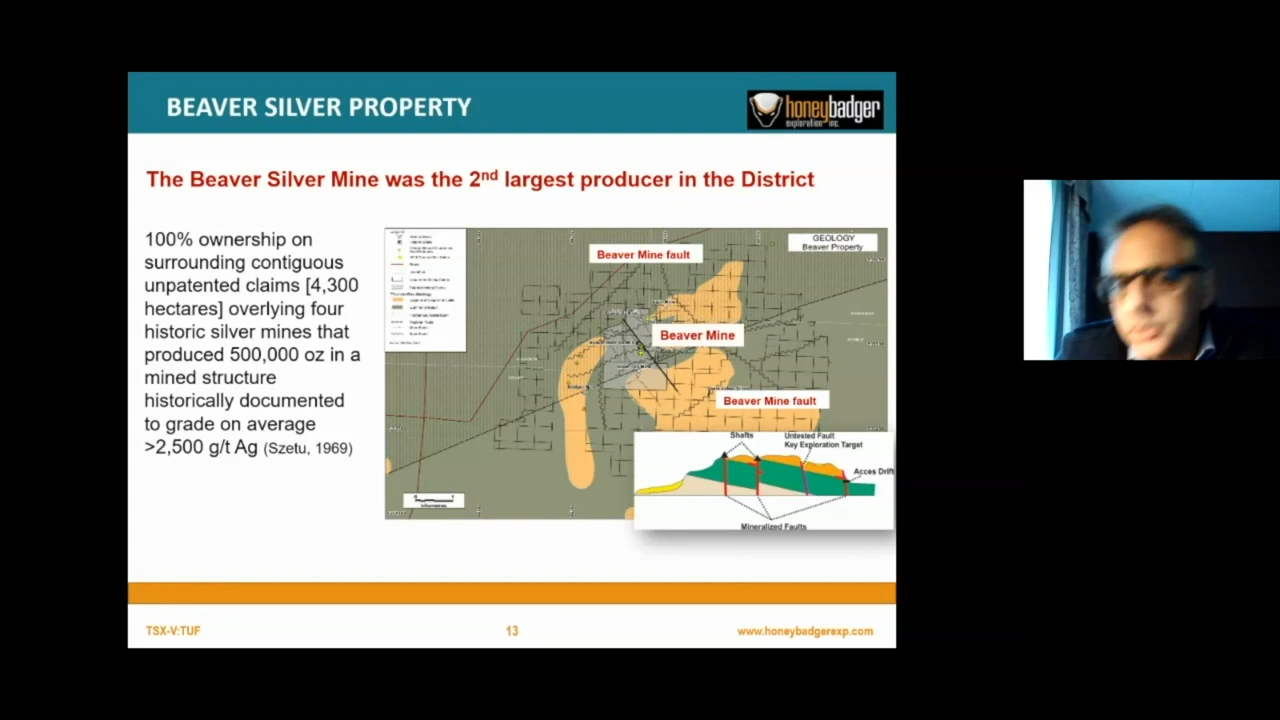 BEAVER SILVER PROPERTY
honeybadger
exploration inc.
The Beaver Silver Mine was the 2nd largest producer in the District
100% ownership on
surrounding contiguous
unpatented claims [4,300
hectares] overlying four
historic silver mines that
produced 500,000 oz in a
mined structure
historically documented
to grade on average
>2,500 g/t Ag (Szetu, 1969)
GEOLOGY
Beaver Property
Beaver Mine fault
Beaver Mine
Beaver Mine fault
Shafts
Untested Fault
Key Exploration Target
Acces Drift
Mineralized Faults
TSX-V:TUF
13
www.honeybadgerexp.com